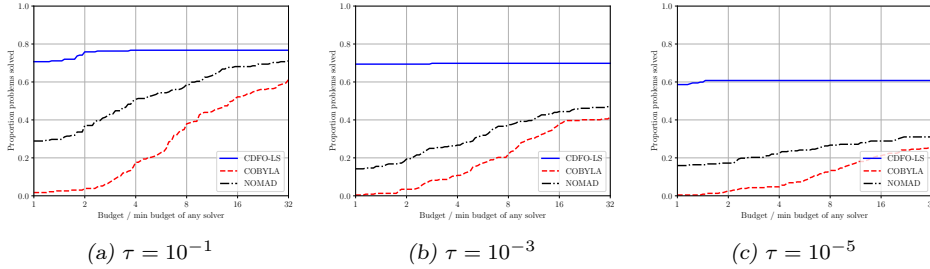 1.0
0.8
0.6
0.4
0.2
0.0
Proportion problems solved
1 2 4 8 16 32
Budget / min budget of any solver
CDFO-LS
COBYLA
NOMAD
(a) τ = 10⁻¹
1.0
0.8
0.6
0.4
0.2
0.0
Proportion problems solved
1 2 4 8 16 32
Budget / min budget of any solver
CDFO-LS
COBYLA
NOMAD
(b) τ = 10⁻³
1.0
0.8
0.6
0.4
0.2
0.0
Proportion problems solved
1 2 4 8 16
Budget / min budget of any solver
CDFO-LS
COBYLA
NOMAD
(c) τ = 10⁻⁵